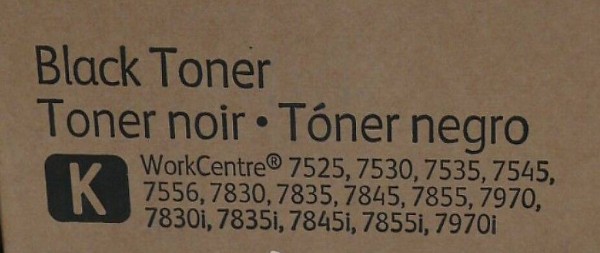 Black Toner
Toner noir • Tóner negro
K
WorkCentre® 7525, 7530, 7535, 7545,
7556, 7830, 7835, 7845, 7855, 7970,
7830i, 7835i, 7845i, 7855i, 7970i